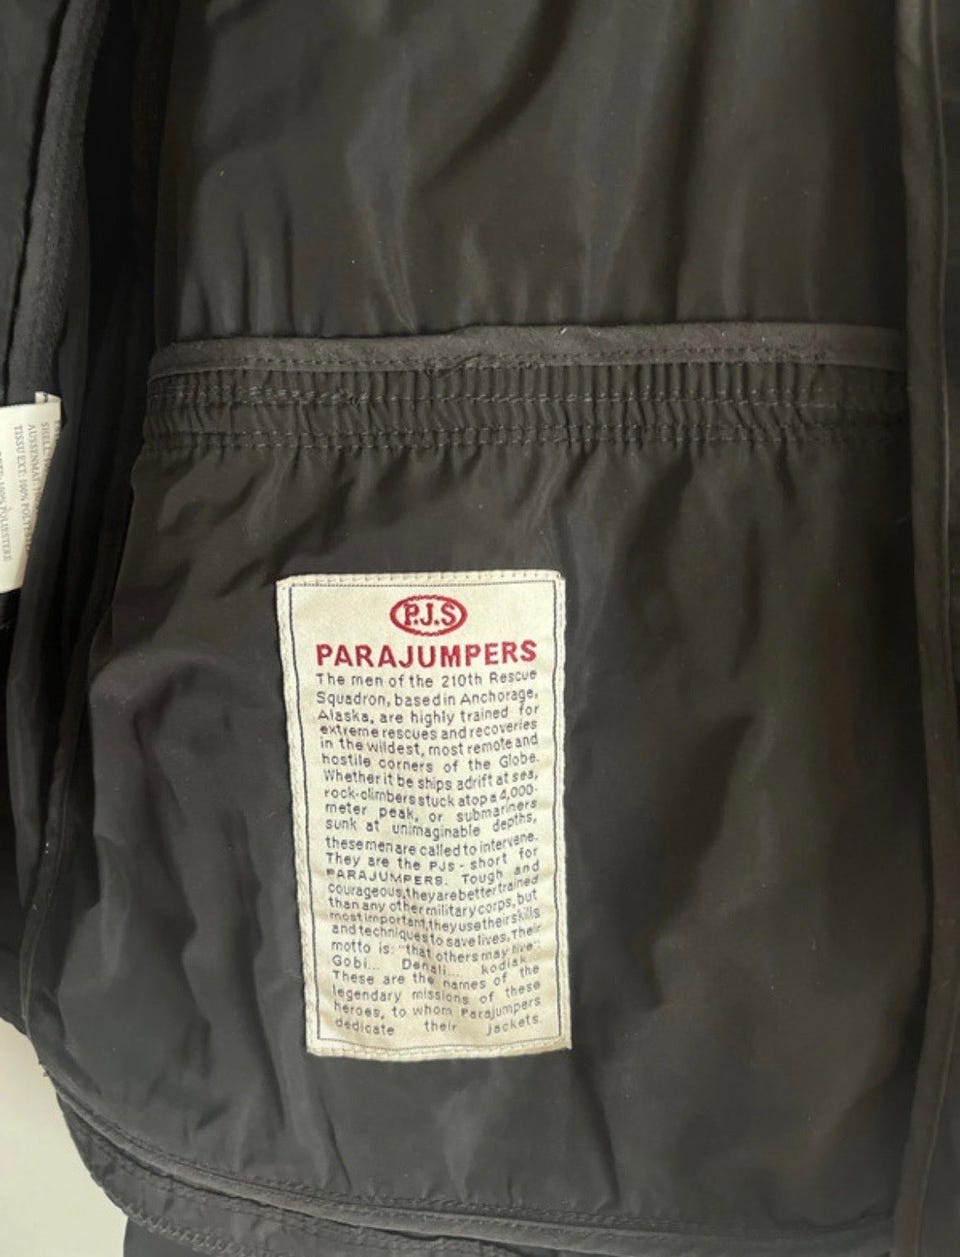 P.J.S
PARAJUMPERS
The men of the 210th Rescue
Squadron, based in Anchorage,
Alaska, are highly trained for
extreme rescues and recoveries
in the wildest, most remote and
hostile corners of the Globe.
Whether it be ships adrift at sea,
rock-climbers stuck atop a 4,000-
meter peak, or submariners
sunk at unimaginable depths,
these men are called to intervene.
They are the PJs - short for
PARAJUMPERS. Tough and
courageous, they are better trained
than any other military corps, but
most important, they use their skills
and techniques to save lives. Their
motto is: "that others may live".
Gobi... Denali... kodiak...
These are the names of the
legendary missions of these
heroes, to whom Parajumpers
dedicate their jackets.
TISSU EXT: 100% POLYESTE